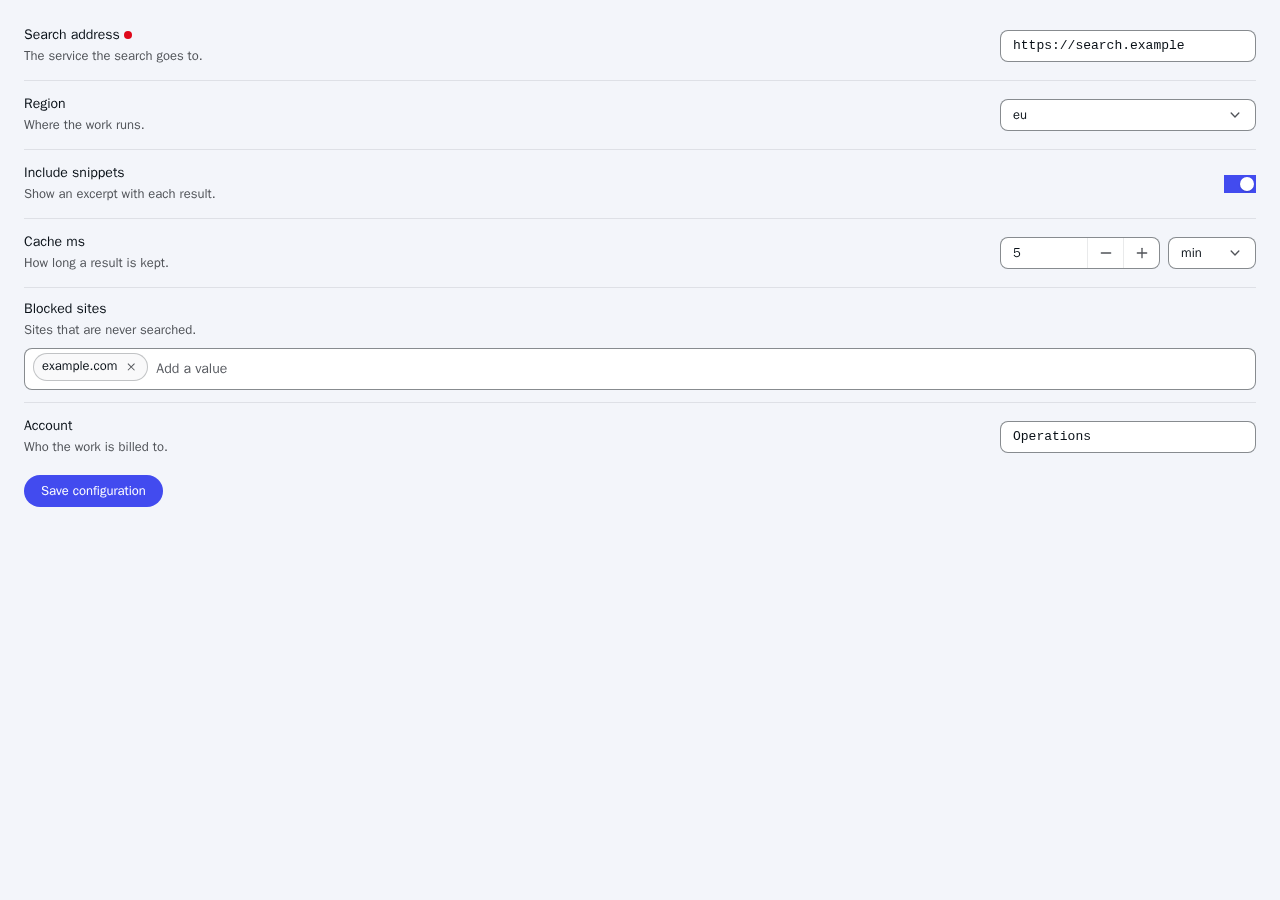 Search address
The service the search goes to.
https://search.example
Region
Where the work runs.
eu
Include snippets
Show an excerpt with each result.
Cache ms
How long a result is kept.
5
min
Blocked sites
Sites that are never searched.
example.com
Add a value
Account
Who the work is billed to.
Operations
Save configuration